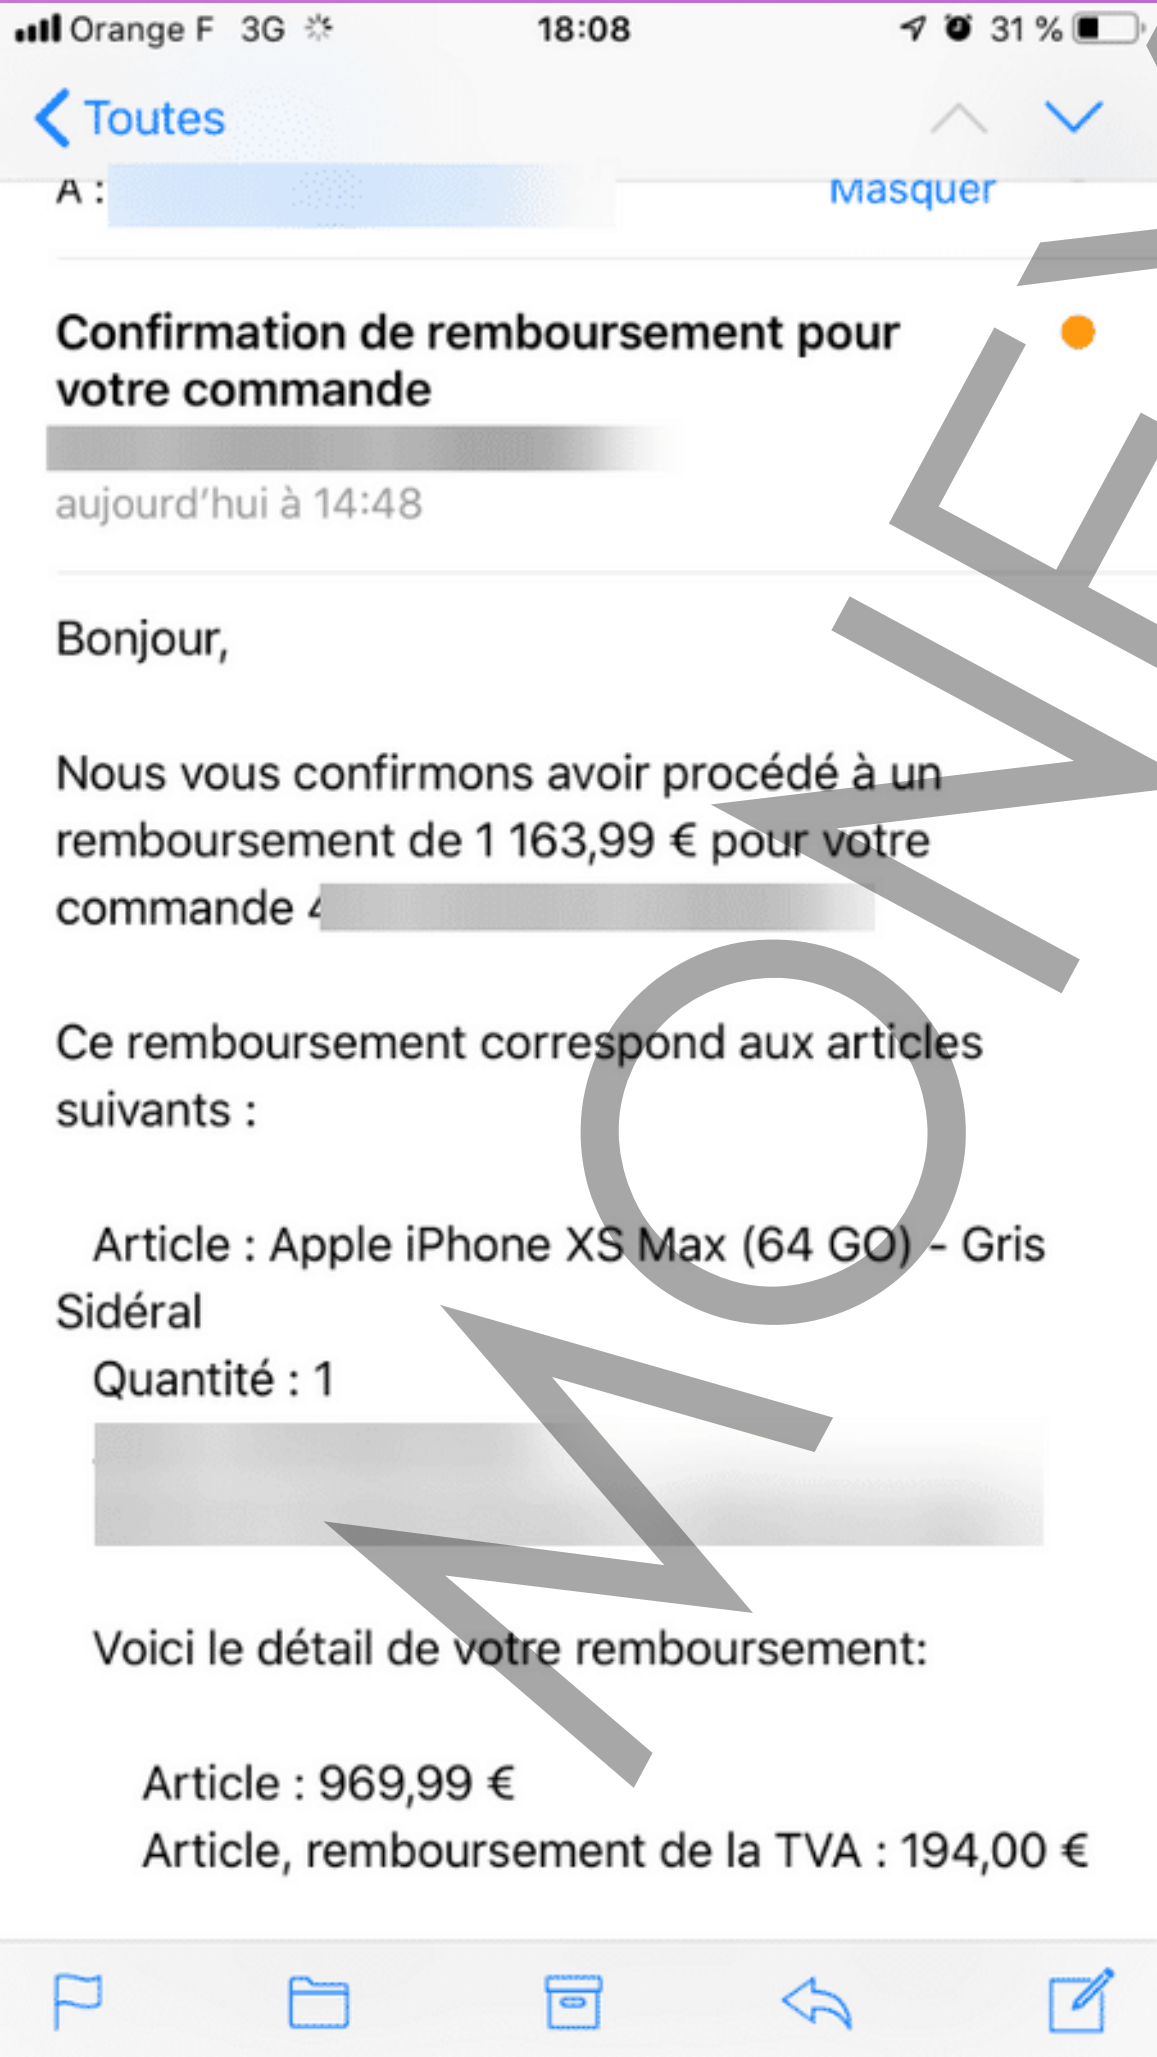 Orange F 3G 18:08 31 %
Toutes
A : Masquer
Confirmation de remboursement pour
votre commande
aujourd'hui à 14:48
Bonjour,
Nous vous confirmons avoir procédé à un
remboursement de 1 163,99 € pour votre
commande 4
Ce remboursement correspond aux articles
suivants :
Article : Apple iPhone XS Max (64 GO) - Gris
Sidéral
Quantité : 1
Voici le détail de votre remboursement:
Article : 969,99 €
Article, remboursement de la TVA : 194,00 €